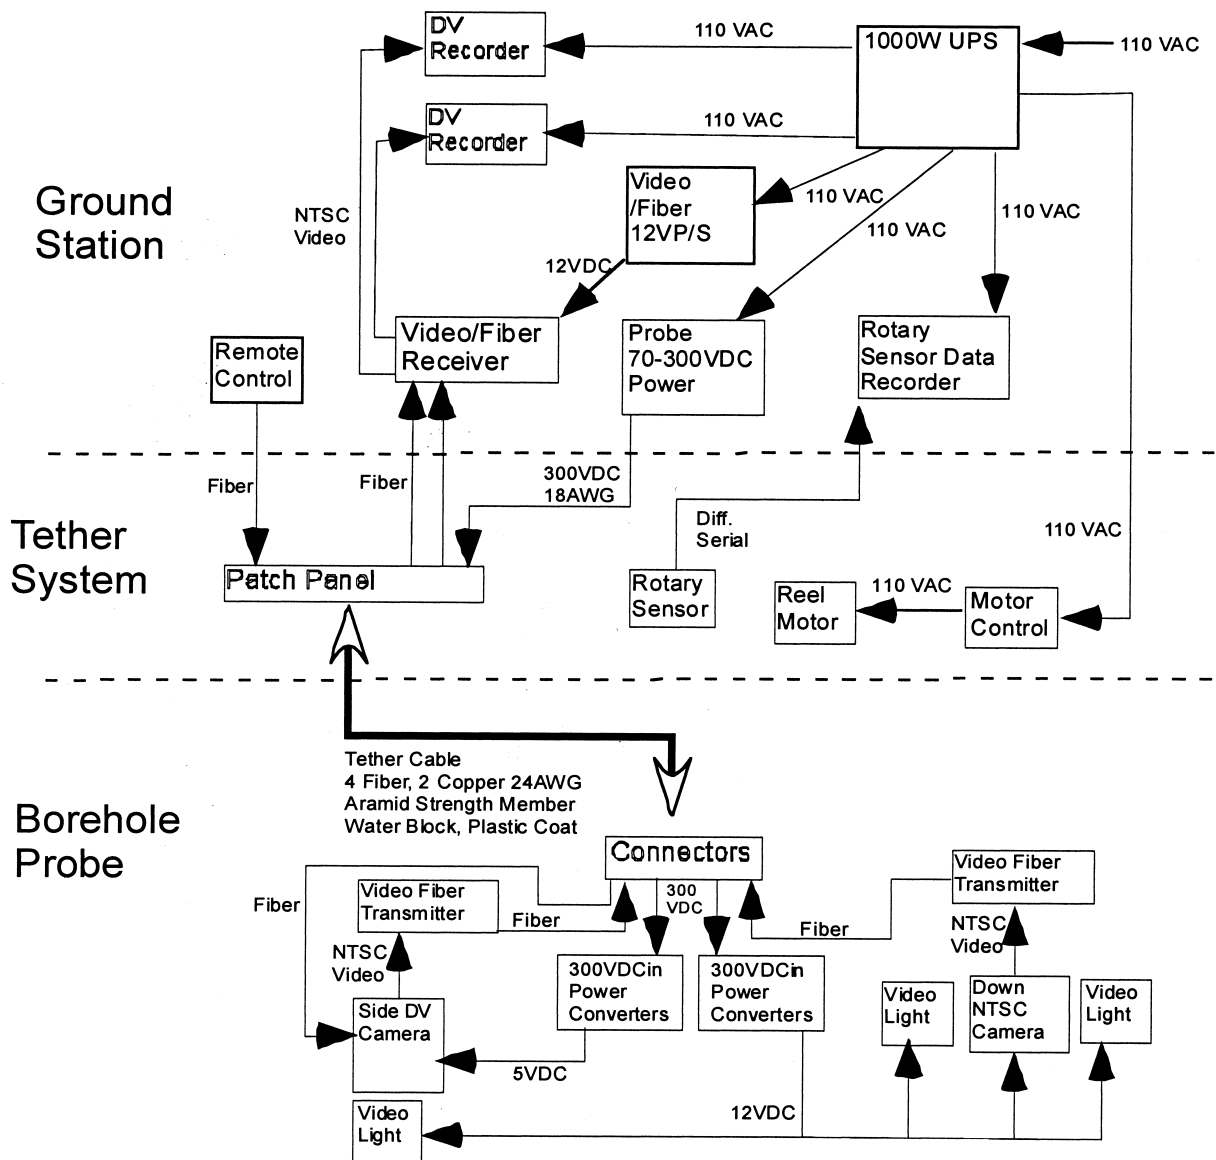 DV
Recorder
110 VAC
1000W UPS
110 VAC
DV
Recorder
110 VAC
Ground
Station
NTSC
Video
Video
/Fiber
12VP/S
110 VAC
110 VAC
110 VAC
12VDC
Remote
Control
Video/Fiber
Receiver
Probe
70-300VDC
Power
Rotary
Sensor Data
Recorder
Fiber
Fiber
300VDC
18AWG
Tether
System
Diff.
Serial
110 VAC
Patch Panel
Rotary
Sensor
Reel
Motor
110 VAC
Motor
Control
Tether Cable
4 Fiber, 2 Copper 24AWG
Aramid Strength Member
Water Block, Plastic Coat
Borehole
Probe
Connectors
Fiber
Video Fiber
Transmitter
Fiber
300
VDC
Fiber
Video Fiber
Transmitter
NTSC
Video
NTSC
Video
300VDCin
Power
Converters
300VDCin
Power
Converters
Side DV
Camera
5VDC
Video
Light
Down
NTSC
Camera
Video
Light
Video
Light
12VDC